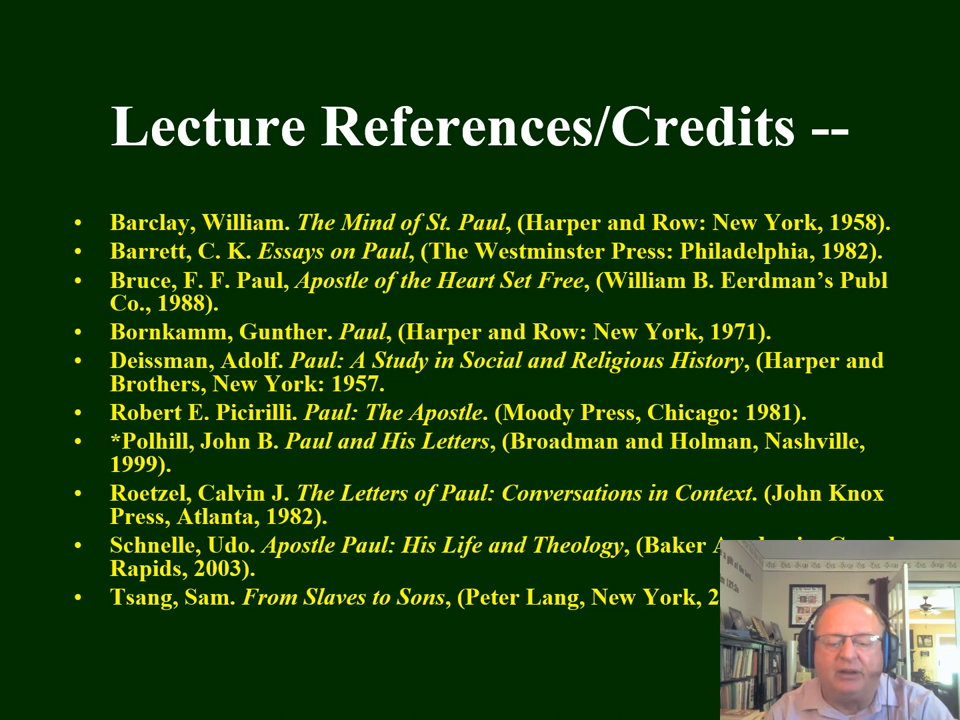 Lecture References/Credits --
• Barclay, William. The Mind of St. Paul, (Harper and Row: New York, 1958).
• Barrett, C. K. Essays on Paul, (The Westminster Press: Philadelphia, 1982).
• Bruce, F. F. Paul, Apostle of the Heart Set Free, (William B. Eerdman’s Publ
Co., 1988).
• Bornkamm, Gunther. Paul, (Harper and Row: New York, 1971).
• Deissman, Adolf. Paul: A Study in Social and Religious History, (Harper and
Brothers, New York: 1957.
• Robert E. Picirilli. Paul: The Apostle. (Moody Press, Chicago: 1981).
• *Polhill, John B. Paul and His Letters, (Broadman and Holman, Nashville,
1999).
• Roetzel, Calvin J. The Letters of Paul: Conversations in Context. (John Knox
Press, Atlanta, 1982).
• Schnelle, Udo. Apostle Paul: His Life and Theology, (Baker
Rapids, 2003).
• Tsang, Sam. From Slaves to Sons, (Peter Lang, New York,